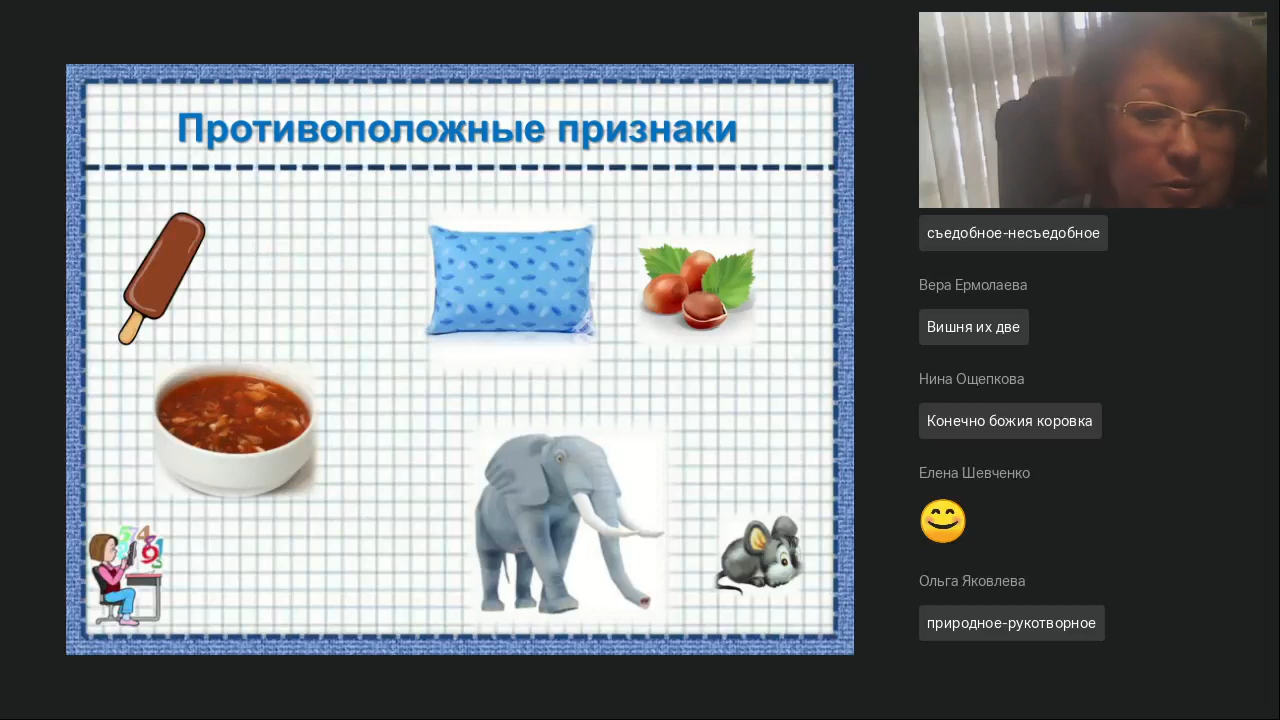 Противоположные признаки
съедобное-несъедобное
Вера Ермолаева
Вишня их две
Нина Ощепкова
Конечно божия коровка
Елена Шевченко
Ольга Яковлева
природное-рукотворное